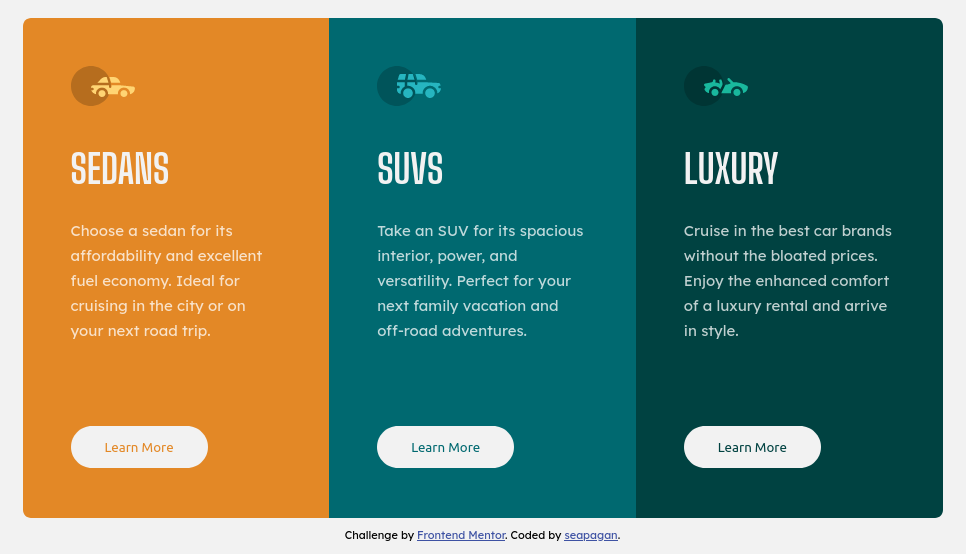 SEDANS
Choose a sedan for its
affordability and excellent
fuel economy. Ideal for
cruising in the city or on
your next road trip.
Learn More
SUVS
Take an SUV for its spacious
interior, power, and
versatility. Perfect for your
next family vacation and
off-road adventures.
Learn More
LUXURY
Cruise in the best car brands
without the bloated prices.
Enjoy the enhanced comfort
of a luxury rental and arrive
in style.
Learn More
Challenge by Frontend Mentor. Coded by seapagan.